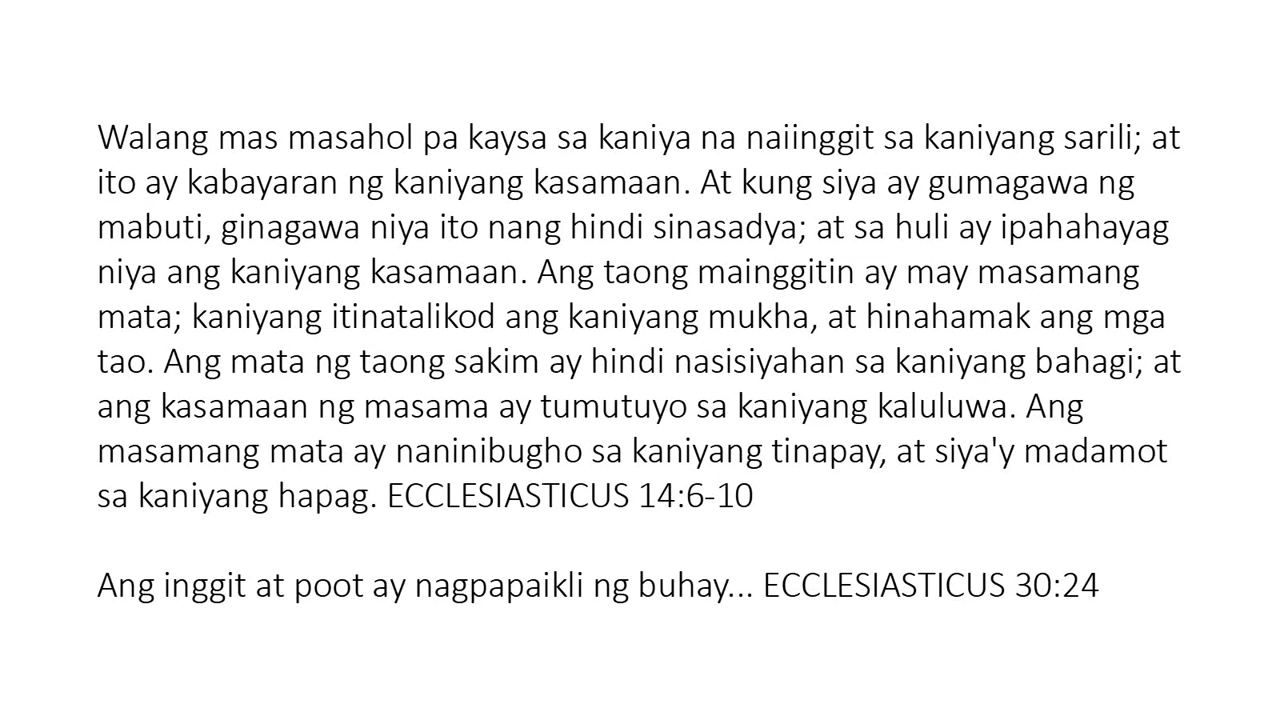 Walang mas masahol pa kaysa sa kaniya na naiinggit sa kaniyang sarili; at
ito ay kabayaran ng kaniyang kasamaan. At kung siya ay gumagawa ng
mabuti, ginagawa niya ito nang hindi sinasadya; at sa huli ay ipahahayag
niya ang kaniyang kasamaan. Ang taong mainggitin ay may masamang
mata; kaniyang itinatalikod ang kaniyang mukha, at hinahamak ang mga
tao. Ang mata ng taong sakim ay hindi nasisiyahan sa kaniyang bahagi; at
ang kasamaan ng masama ay tumutuyo sa kaniyang kaluluwa. Ang
masamang mata ay naninibugho sa kaniyang tinapay, at siya'y madamot
sa kaniyang hapag. ECCLESIASTICUS 14:6-10
Ang inggit at poot ay nagpapaikli ng buhay... ECCLESIASTICUS 30:24